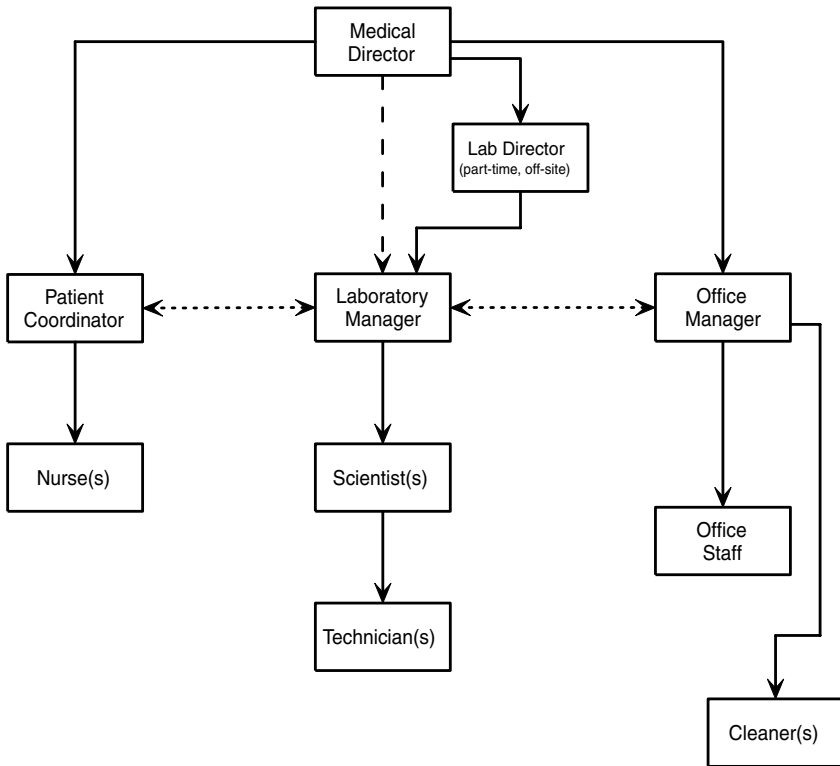 Medical
Director
Lab Director
(part-time, off-site)
Patient
Coordinator
Laboratory
Manager
Office
Manager
Nurse(s)
Scientist(s)
Office
Staff
Technician(s)
Cleaner(s)